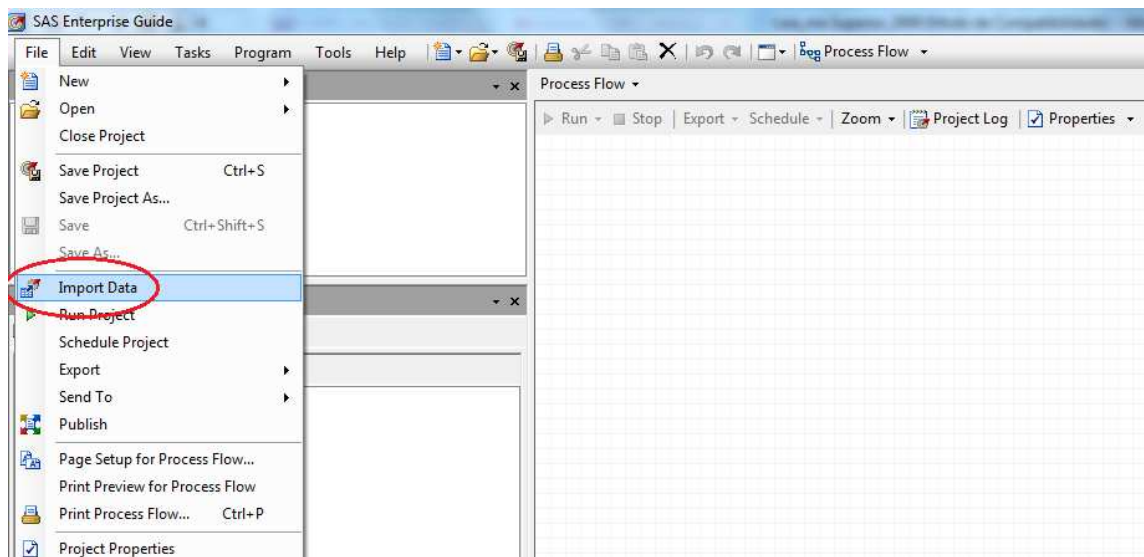 SAS Enterprise Guide
File Edit View Tasks Program Tools Help Process Flow
New
Open
Close Project
Save Project Ctrl+S
Save Project As...
Save Ctrl+Shift+S
Save As...
Import Data
Run Project
Schedule Project
Export
Send To
Publish
Page Setup for Process Flow...
Print Preview for Process Flow
Print Process Flow... Ctrl+P
Project Properties
Process Flow
Run Stop Export Schedule Zoom Project Log Properties